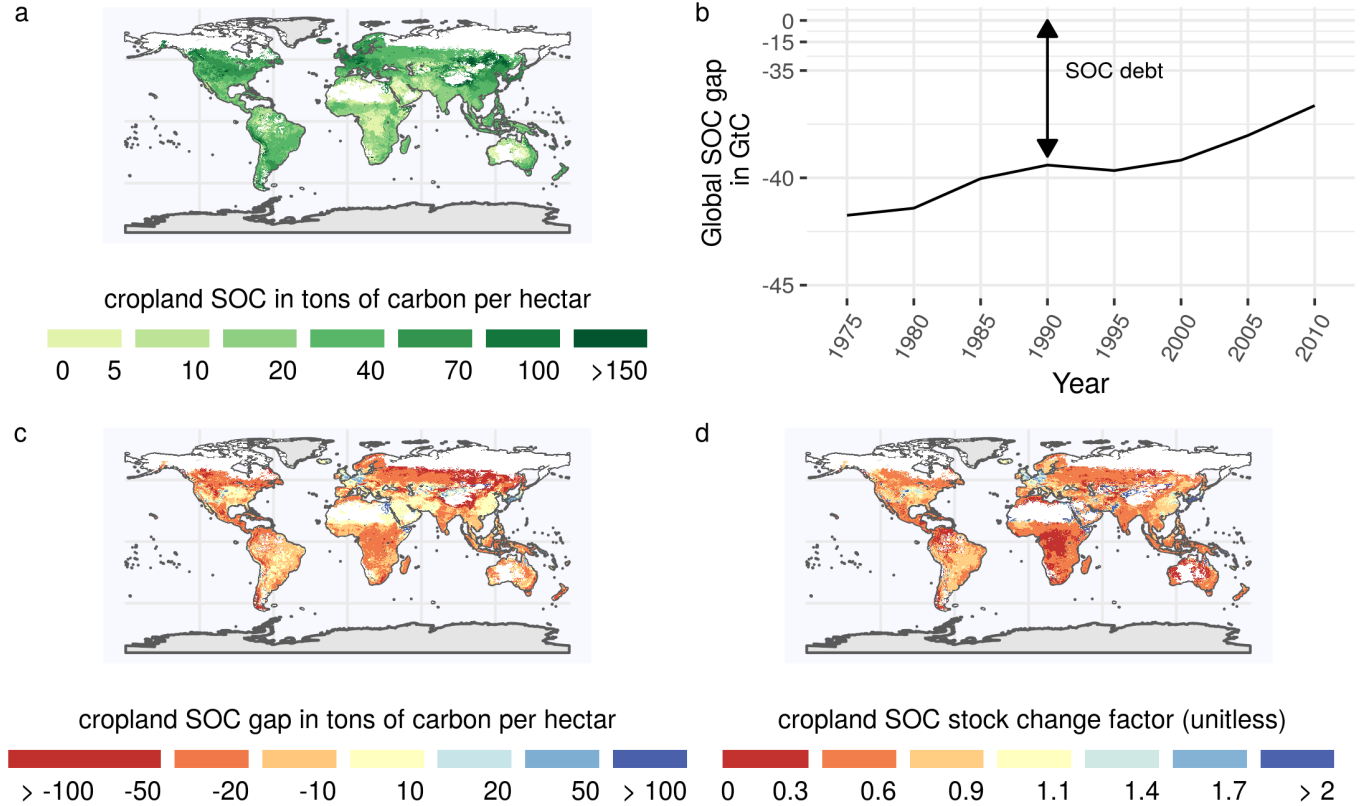 a
cropland SOC in tons of carbon per hectar
0 5 10 20 40 70 100 >150
b
Global SOC gap
in GtC
0
-15
-35
-40
-45
SOC debt
1975 1980 1985 1990 1995 2000 2005 2010
Year
c
cropland SOC gap in tons of carbon per hectar
> -100 -50 -20 -10 10 20 50 > 100
d
cropland SOC stock change factor (unitless)
0 0.3 0.6 0.9 1.1 1.4 1.7 > 2